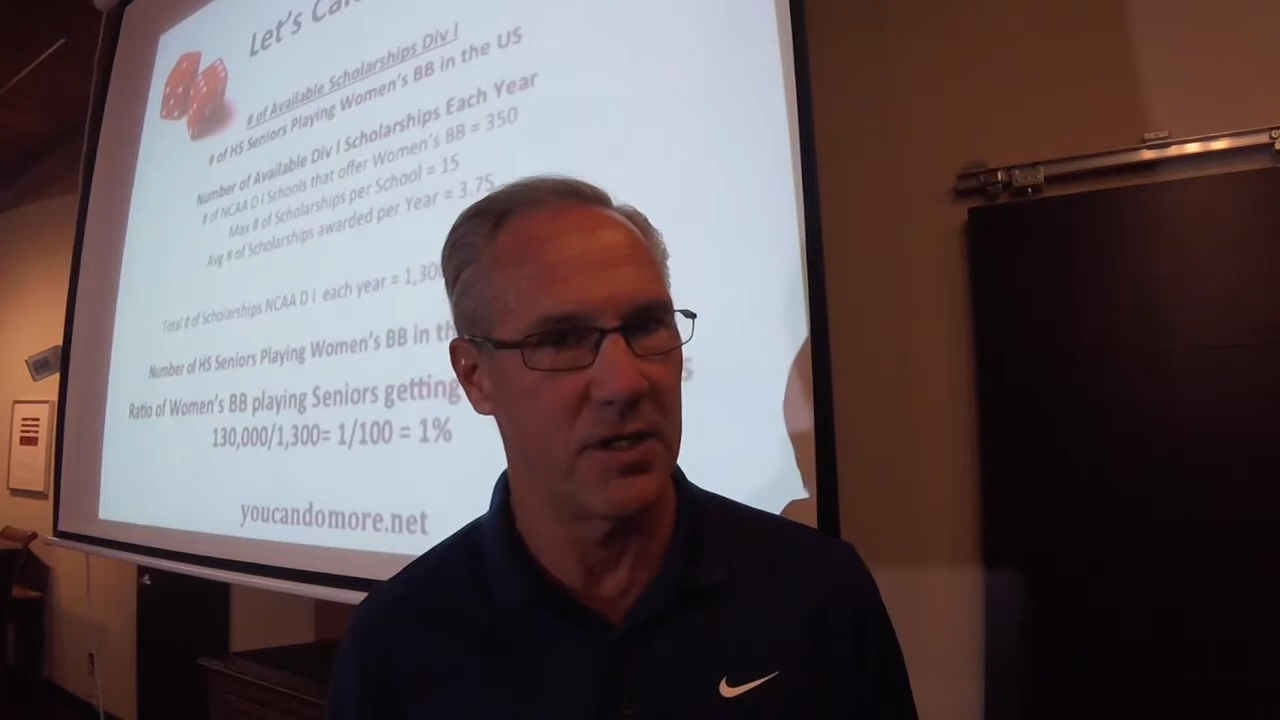 Let's Calc
# of Available Scholarships Div I
# of HS Seniors Playing Women's BB in the US
Number of Available Div I Scholarships Each Year
# of NCAA D I Schools that offer Women's BB = 350
Max # of Scholarships per School = 15
Avg # of Scholarships awarded per Year = 3.75
Total # of Scholarships NCAA D I each year = 1,300
Number of HS Seniors Playing Women's BB in th
Ratio of Women's BB playing Seniors getting s
130,000/1,300= 1/100 = 1%
youcandomore.net